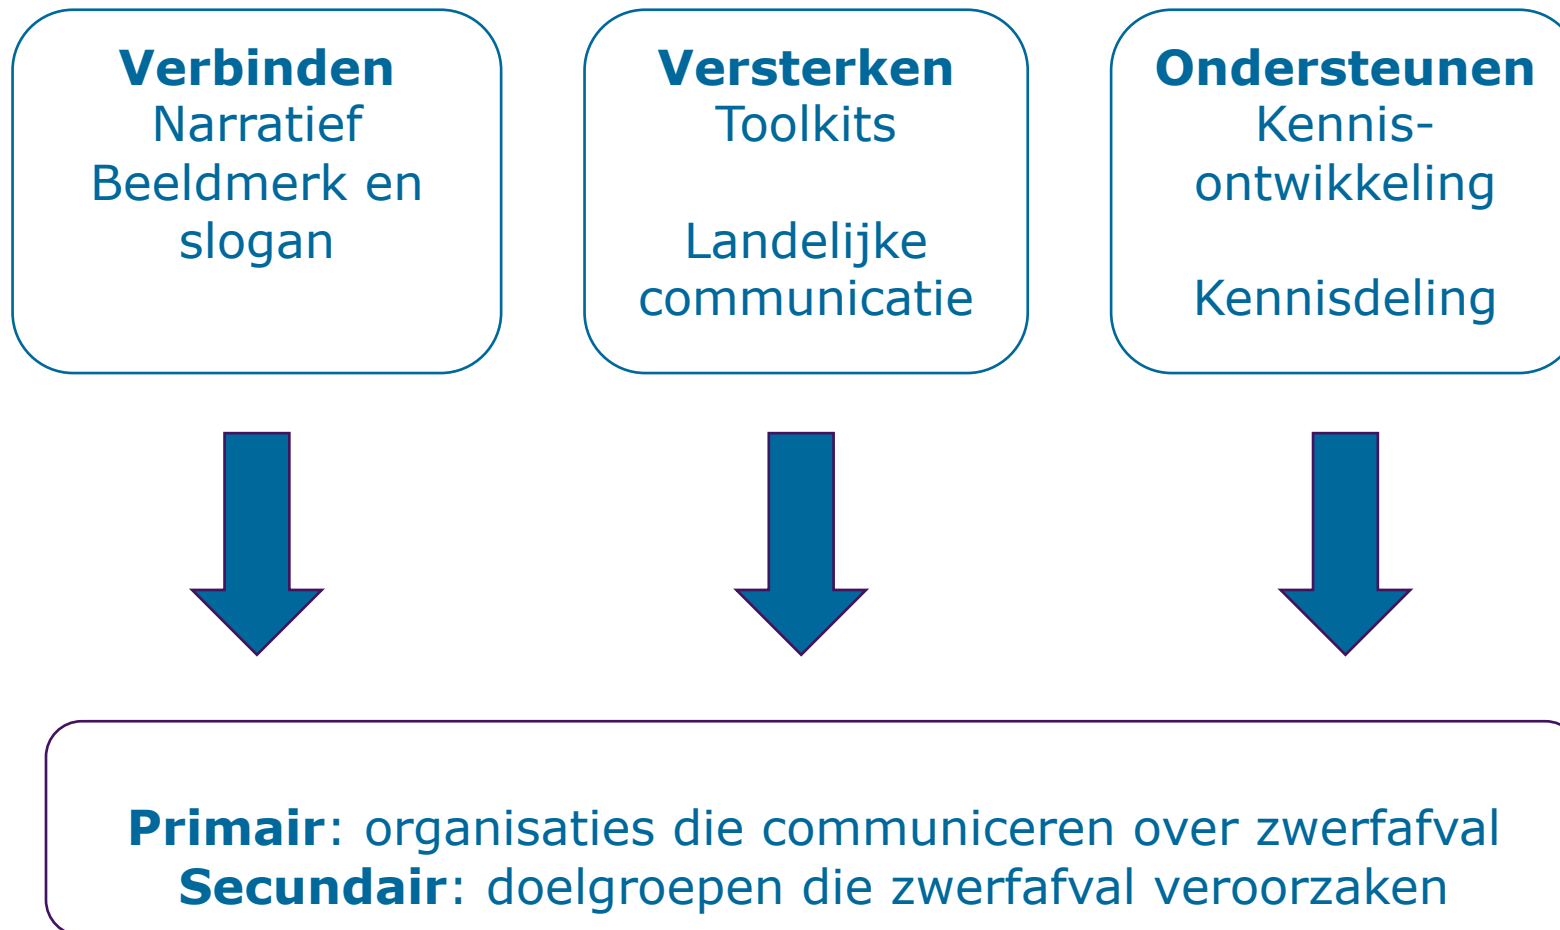 Verbinden
Narratief
Beeldmerk en
slogan
Versterken
Toolkits
Landelijke
communicatie
Ondersteunen
Kennis-
ontwikkeling
Kennisdeling
Primair: organisaties die communiceren over zwerfafval
Secundair: doelgroepen die zwerfafval veroorzaken